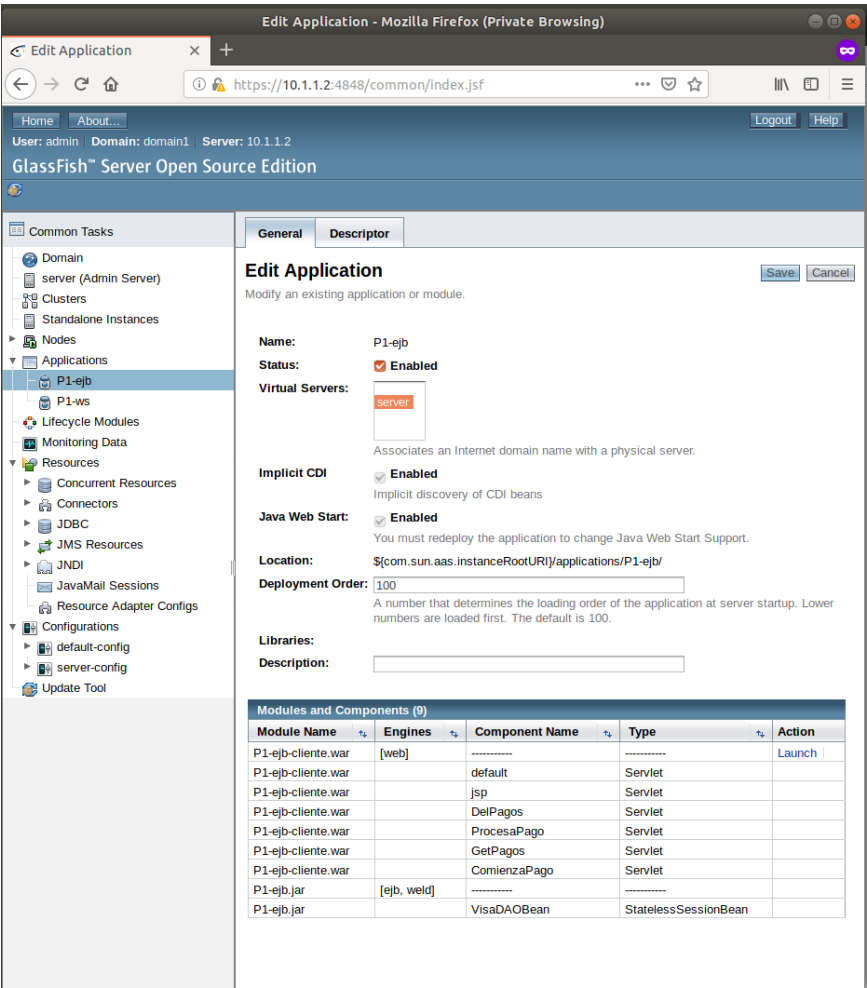 Edit Application - Mozilla Firefox (Private Browsing)
Edit Application
https://10.1.1.2:4848/common/index.jsf
Home About... Logout Help
User: admin Domain: domain1 Server: 10.1.1.2
GlassFish™ Server Open Source Edition
Common Tasks
Domain
server (Admin Server)
Clusters
Standalone Instances
Nodes
Applications
P1-ejb
P1-ws
Lifecycle Modules
Monitoring Data
Resources
Concurrent Resources
Connectors
JDBC
JMS Resources
JNDI
JavaMail Sessions
Resource Adapter Configs
Configurations
default-config
server-config
Update Tool
General Descriptor
Edit Application Save Cancel
Modify an existing application or module.
Name: P1-ejb
Status: Enabled
Virtual Servers: server
Associates an Internet domain name with a physical server.
Implicit CDI Enabled
Implicit discovery of CDI beans
Java Web Start: Enabled
You must redeploy the application to change Java Web Start Support.
Location: ${com.sun.aas.instanceRootURI}/applications/P1-ejb/
Deployment Order: 100
A number that determines the loading order of the application at server startup. Lower
numbers are loaded first. The default is 100.
Libraries:
Description:
Modules and Components (9)
Module Name Engines Component Name Type Action
P1-ejb-cliente.war [web] ----------- ----------- Launch
P1-ejb-cliente.war default Servlet
P1-ejb-cliente.war jsp Servlet
P1-ejb-cliente.war DelPagos Servlet
P1-ejb-cliente.war ProcesaPago Servlet
P1-ejb-cliente.war GetPagos Servlet
P1-ejb-cliente.war ComienzaPago Servlet
P1-ejb.jar [ejb, weld] ----------- -----------
P1-ejb.jar VisaDAOBean StatelessSessionBean